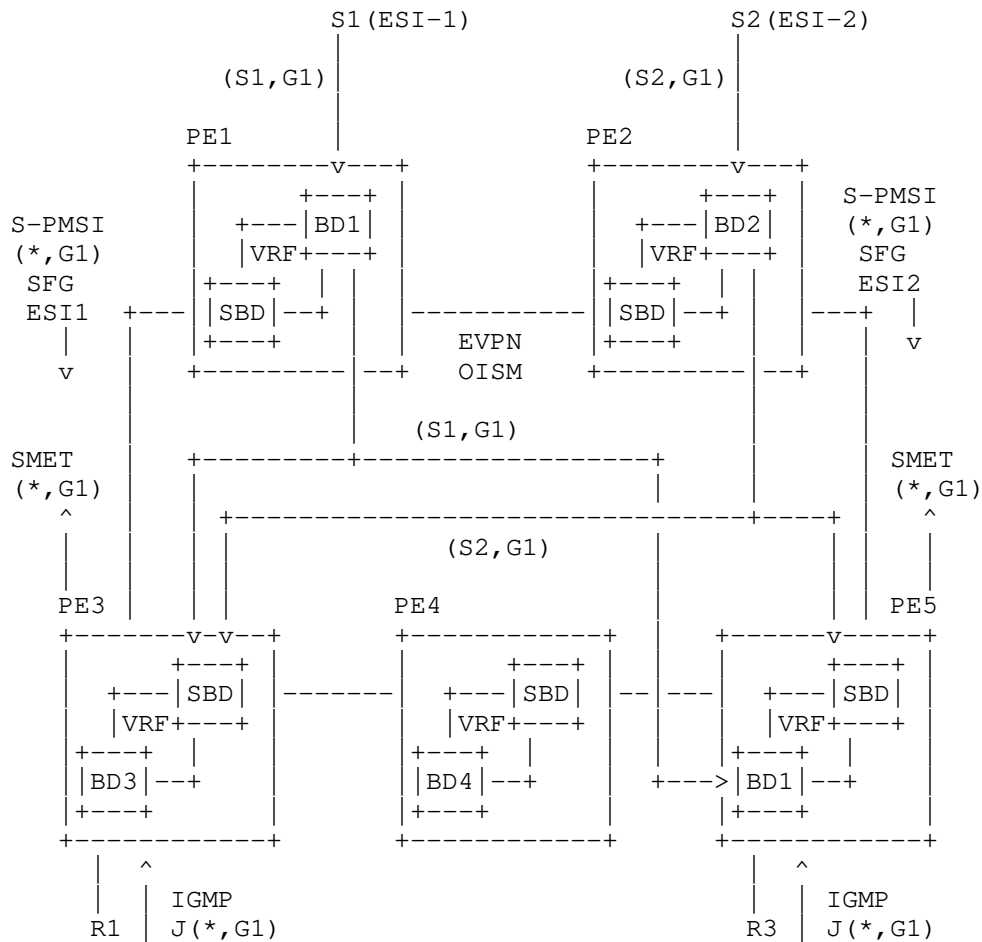 S1(ESI-1) S2(ESI-2)
(S1,G1) (S2,G1)
PE1 PE2
S-PMSI BD1 BD2 S-PMSI
(*,G1) VRF VRF (*,G1)
SFG SFG
ESI1 SBD SBD ESI2
EVPN
v OISM v
(S1,G1)
SMET SMET
(*,G1) (*,G1)
(S2,G1)
PE3 PE4 PE5
SBD SBD SBD
VRF VRF VRF
BD3 BD4 BD1
IGMP IGMP
R1 J(*,G1) R3 J(*,G1)